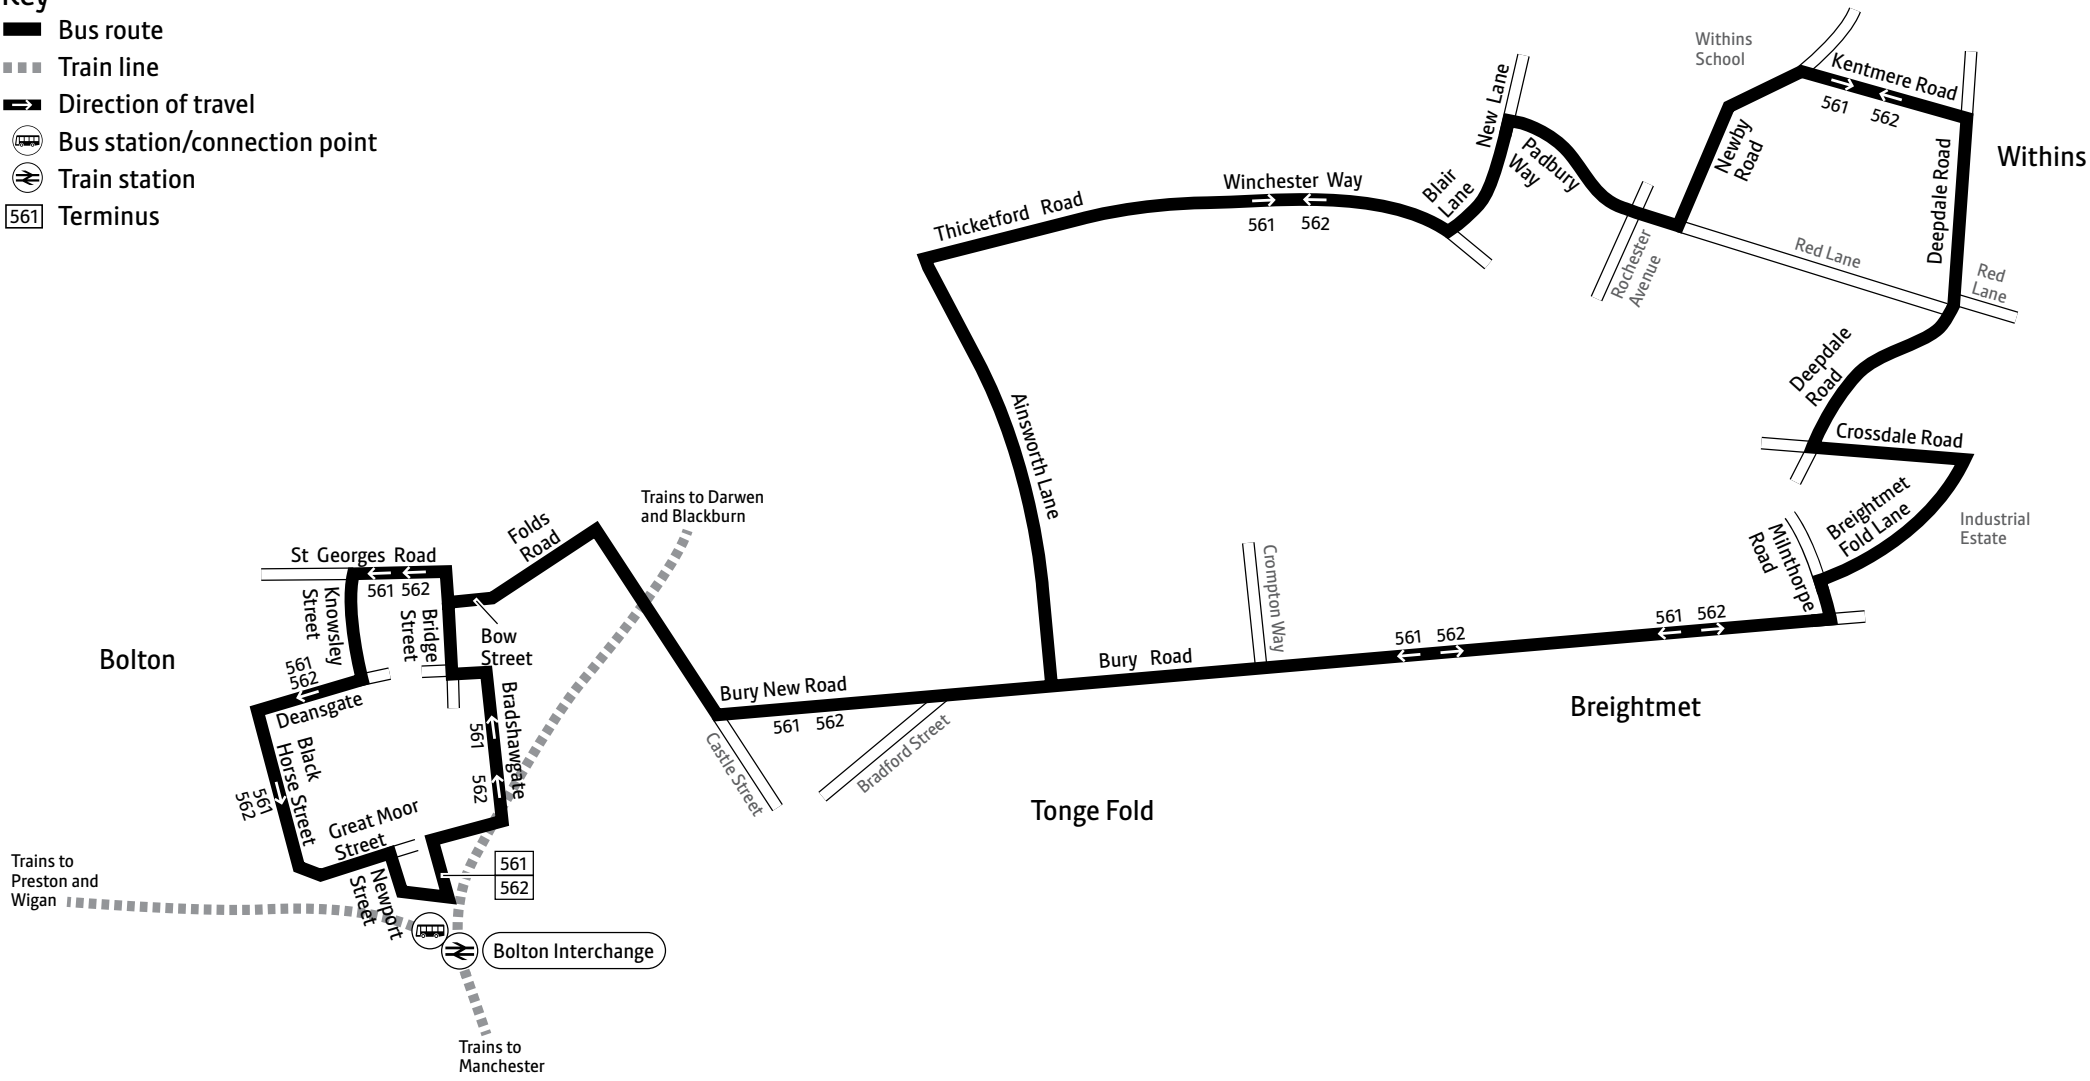 Key
Bus route
Train line
Direction of travel
Bus station/connection point
Train station
561 Terminus
Withins
School
Kentmere Road
561 562
New Lane
Padbury
Way
Newby
Road
Deepdale Road
Withins
Blair
Lane
Winchester Way
561 562
Thicketford Road
Rochester
Avenue
Red Lane
Red
Lane
Deepdale
Road
Crossdale Road
Ainsworth Lane
Breightmet
Fold Lane
Industrial
Estate
Milnthorpe
Road
Trains to Darwen
and Blackburn
Folds
Road
St Georges Road
561 562
Knowsley
Street
Bridge
Street
Bow
Street
Crompton Way
561 562
561 562
Bury Road
Bury New Road
561 562
Bolton
561
562
Deansgate
Bradshawgate
561
562
Black
Horse Street
561
562
Castle Street
Bradford Street
Breightmet
Tonge Fold
Great Moor
Street
561
562
Newport
Street
Trains to
Preston and
Wigan
Bolton Interchange
Trains to
Manchester